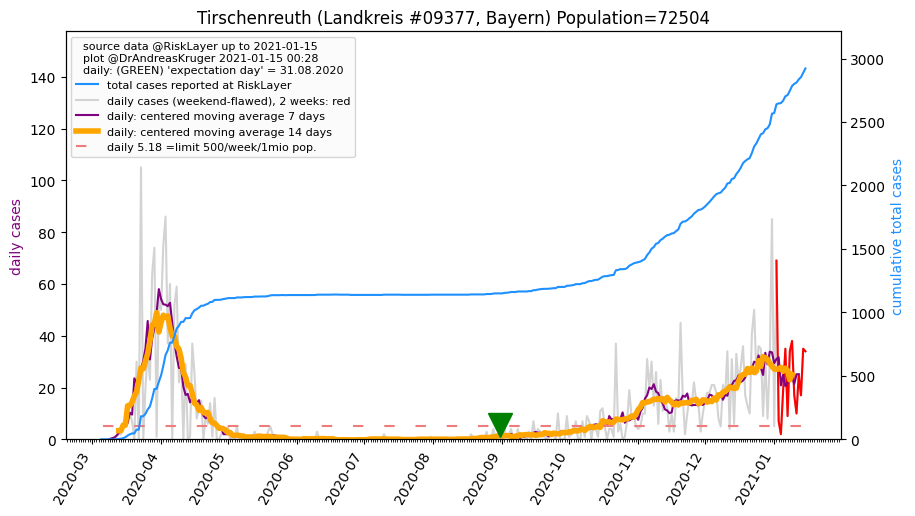 Tirschenreuth (Landkreis #09377, Bayern) Population=72504
source data @RiskLayer up to 2021-01-15
plot @DrAndreasKruger 2021-01-15 00:28
daily: (GREEN) 'expectation day' = 31.08.2020
total cases reported at RiskLayer
daily cases (weekend-flawed), 2 weeks: red
daily: centered moving average 7 days
daily: centered moving average 14 days
daily 5.18 =limit 500/week/1mio pop.
daily cases
140
120
100
80
60
40
20
0
cumulative total cases
3000
2500
2000
1500
1000
500
0
2020-03
2020-04
2020-05
2020-06
2020-07
2020-08
2020-09
2020-10
2020-11
2020-12
2021-01